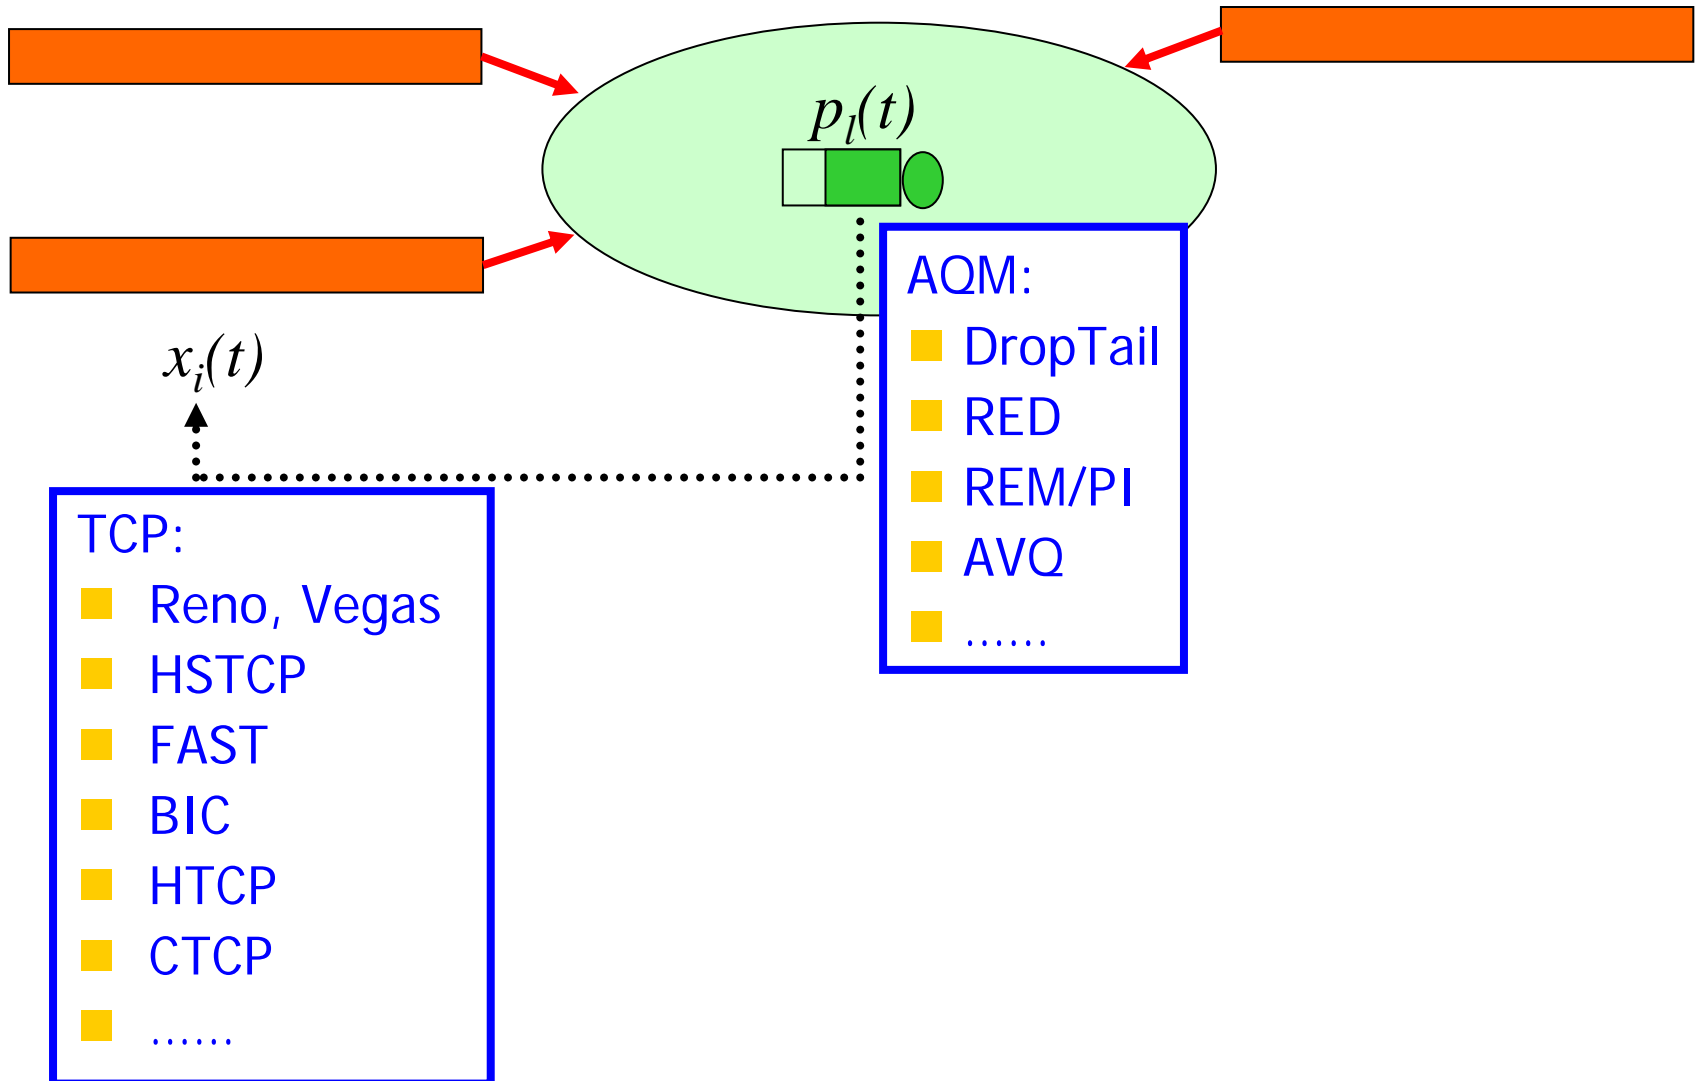 p_l(t)
x_i(t)
AQM:
DropTail
RED
REM/PI
AVQ
……
TCP:
Reno, Vegas
HSTCP
FAST
BIC
HTCP
CTCP
……